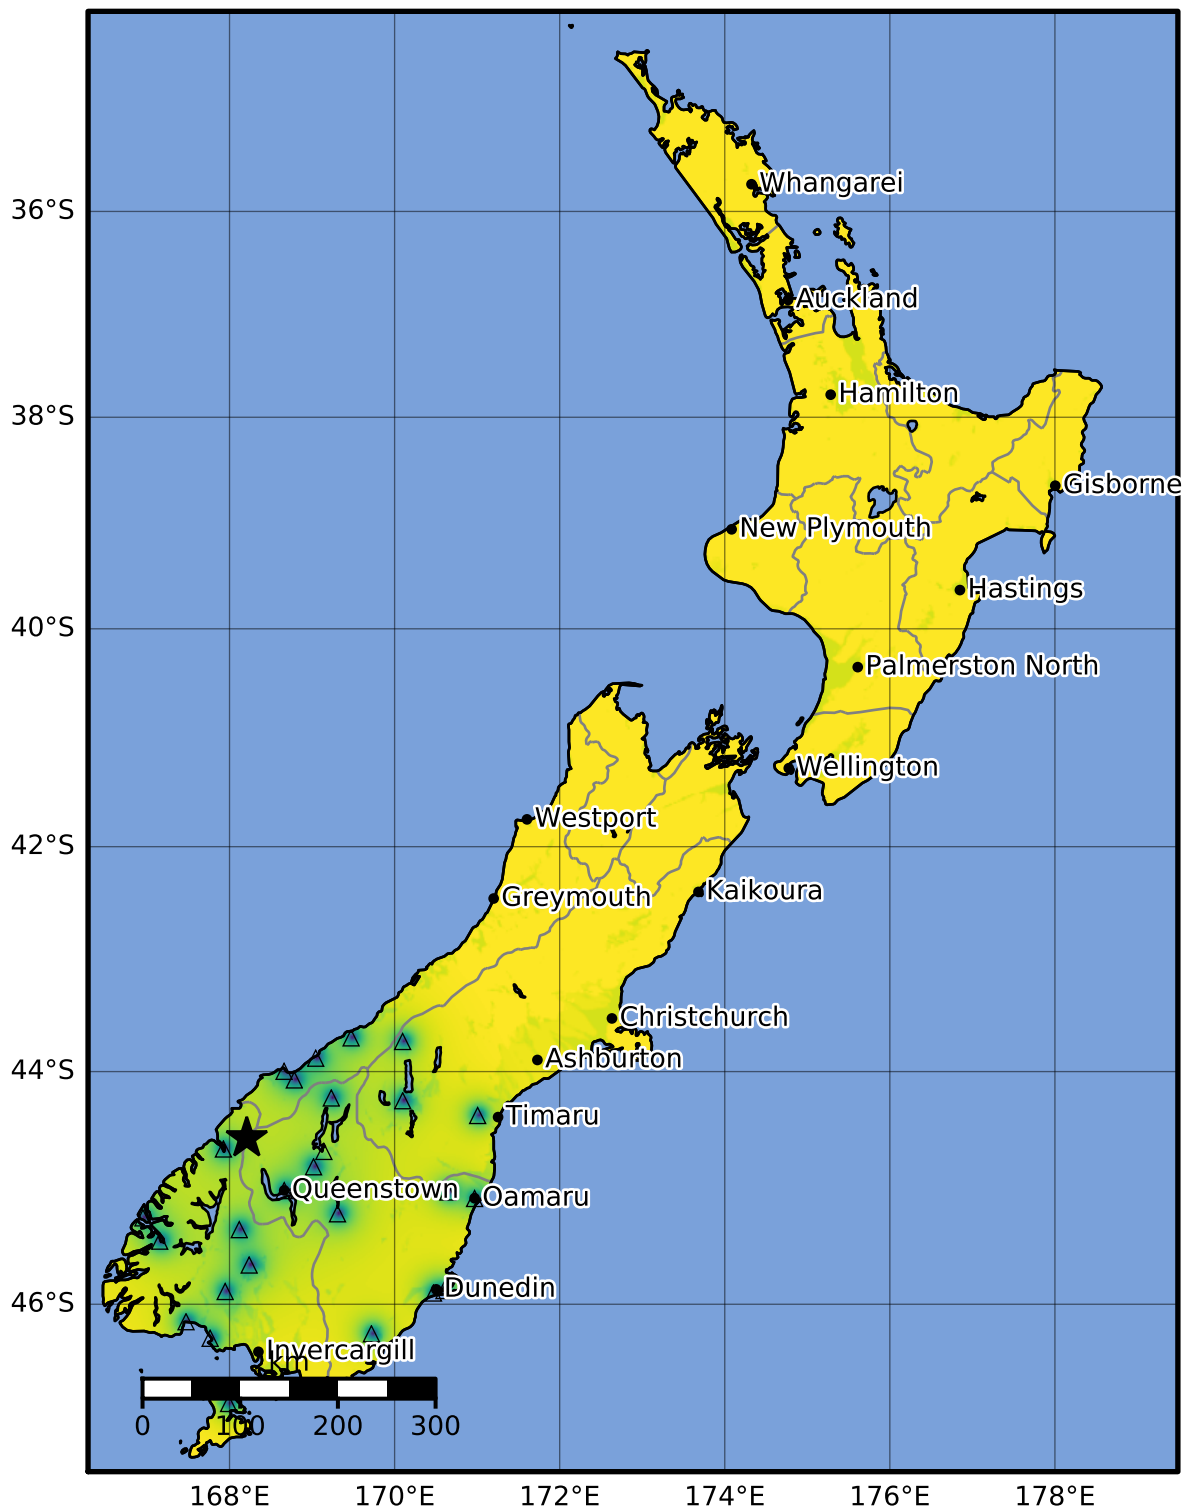 Whangarei
36°S
Auckland
Hamilton
38°S
Gisborne
New Plymouth
Hastings
40°S
Palmerston North
Wellington
Westport
42°S
Kaikoura
Greymouth
Christchurch
Ashburton
44°S
Timaru
Queenstown
Oamaru
Dunedin
46°S
Invercargill
km
0 100 200 300
168°E 170°E 172°E 174°E 176°E 178°E